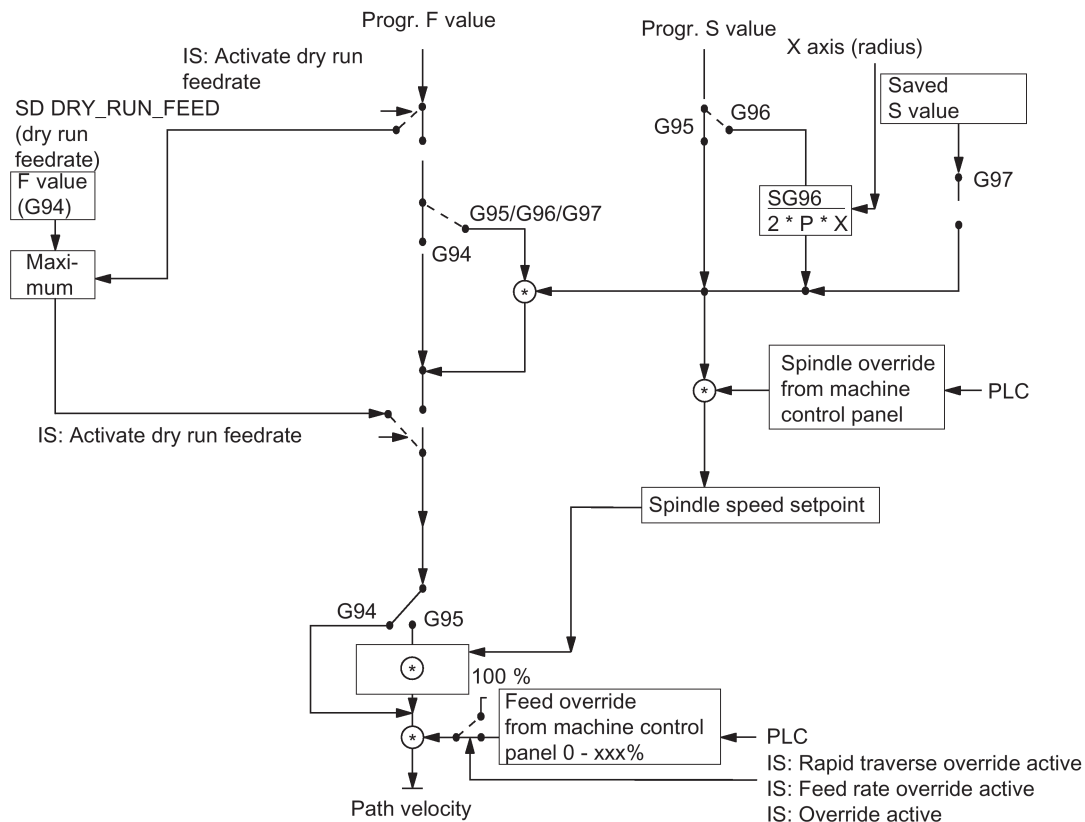 Progr. F value
Progr. S value
IS: Activate dry run
feedrate
X axis (radius)
SD DRY_RUN_FEED
(dry run
feedrate)
Saved
S value
G96
G95
F value
(G94)
G97
SG96
2 * P * X
G95/G96/G97
G94
Maxi-
mum
*
Spindle override
from machine
control panel
*
PLC
IS: Activate dry run feedrate
Spindle speed setpoint
G94
G95
*
100 %
Feed override
from machine control
panel 0 - xxx%
*
PLC
IS: Rapid traverse override active
IS: Feed rate override active
IS: Override active
Path velocity